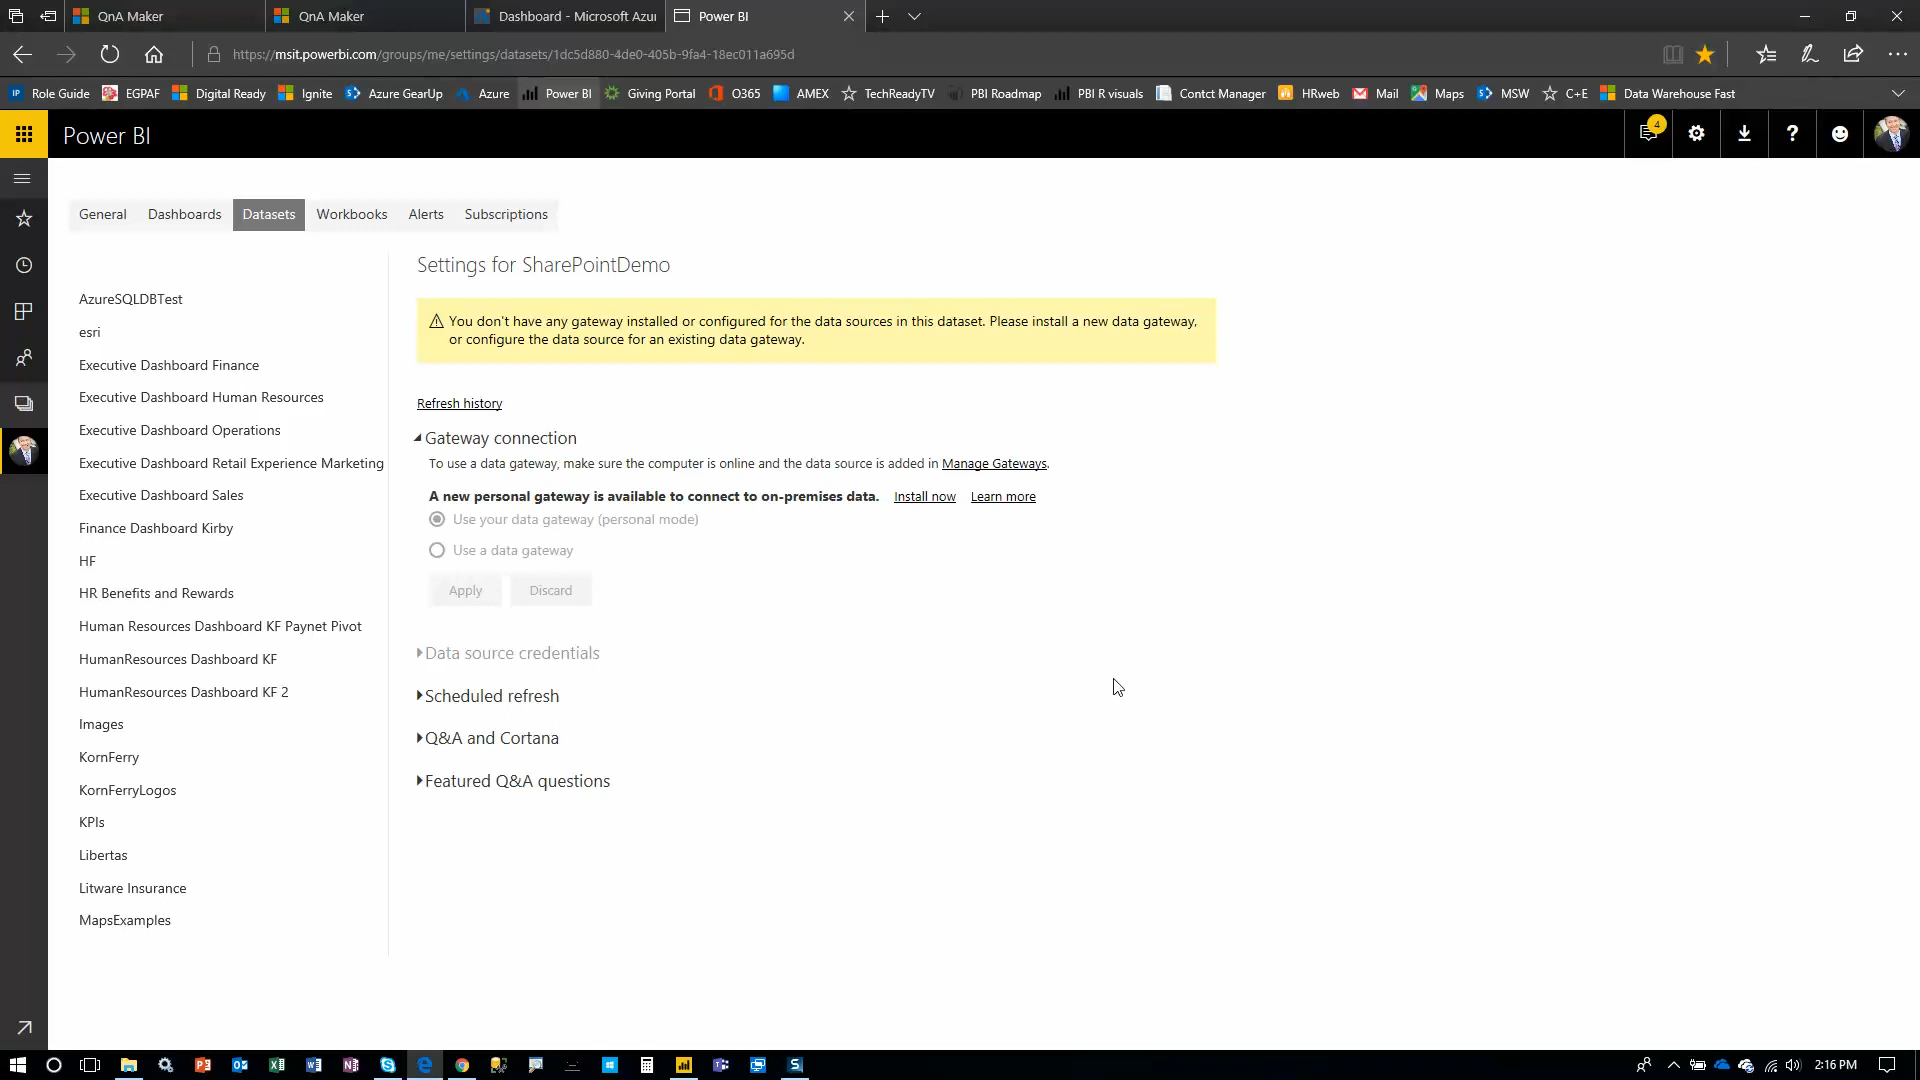 QnA Maker
QnA Maker
Dashboard - Microsoft Azur
Power BI
https://msit.powerbi.com/groups/me/settings/datasets/1dc5d880-4de0-405b-9fa4-18ec011a695d
IP Role Guide EGPAF Digital Ready Ignite Azure GearUp Azure Power BI Giving Portal O365 AMEX TechReadyTV PBI Roadmap PBI R visuals Contct Manager HRweb Mail Maps MSW C+E Data Warehouse Fast
Power BI
4
?
General Dashboards Datasets Workbooks Alerts Subscriptions
AzureSQLDBTest
esri
Executive Dashboard Finance
Executive Dashboard Human Resources
Executive Dashboard Operations
Executive Dashboard Retail Experience Marketing
Executive Dashboard Sales
Finance Dashboard Kirby
HF
HR Benefits and Rewards
Human Resources Dashboard KF Paynet Pivot
HumanResources Dashboard KF
HumanResources Dashboard KF 2
Images
KornFerry
KornFerryLogos
KPIs
Libertas
Litware Insurance
MapsExamples
Settings for SharePointDemo
You don't have any gateway installed or configured for the data sources in this dataset. Please install a new data gateway,
or configure the data source for an existing data gateway.
Refresh history
Gateway connection
To use a data gateway, make sure the computer is online and the data source is added in Manage Gateways.
A new personal gateway is available to connect to on-premises data. Install now Learn more
Use your data gateway (personal mode)
Use a data gateway
Apply Discard
Data source credentials
Scheduled refresh
Q&A and Cortana
Featured Q&A questions
2:16 PM